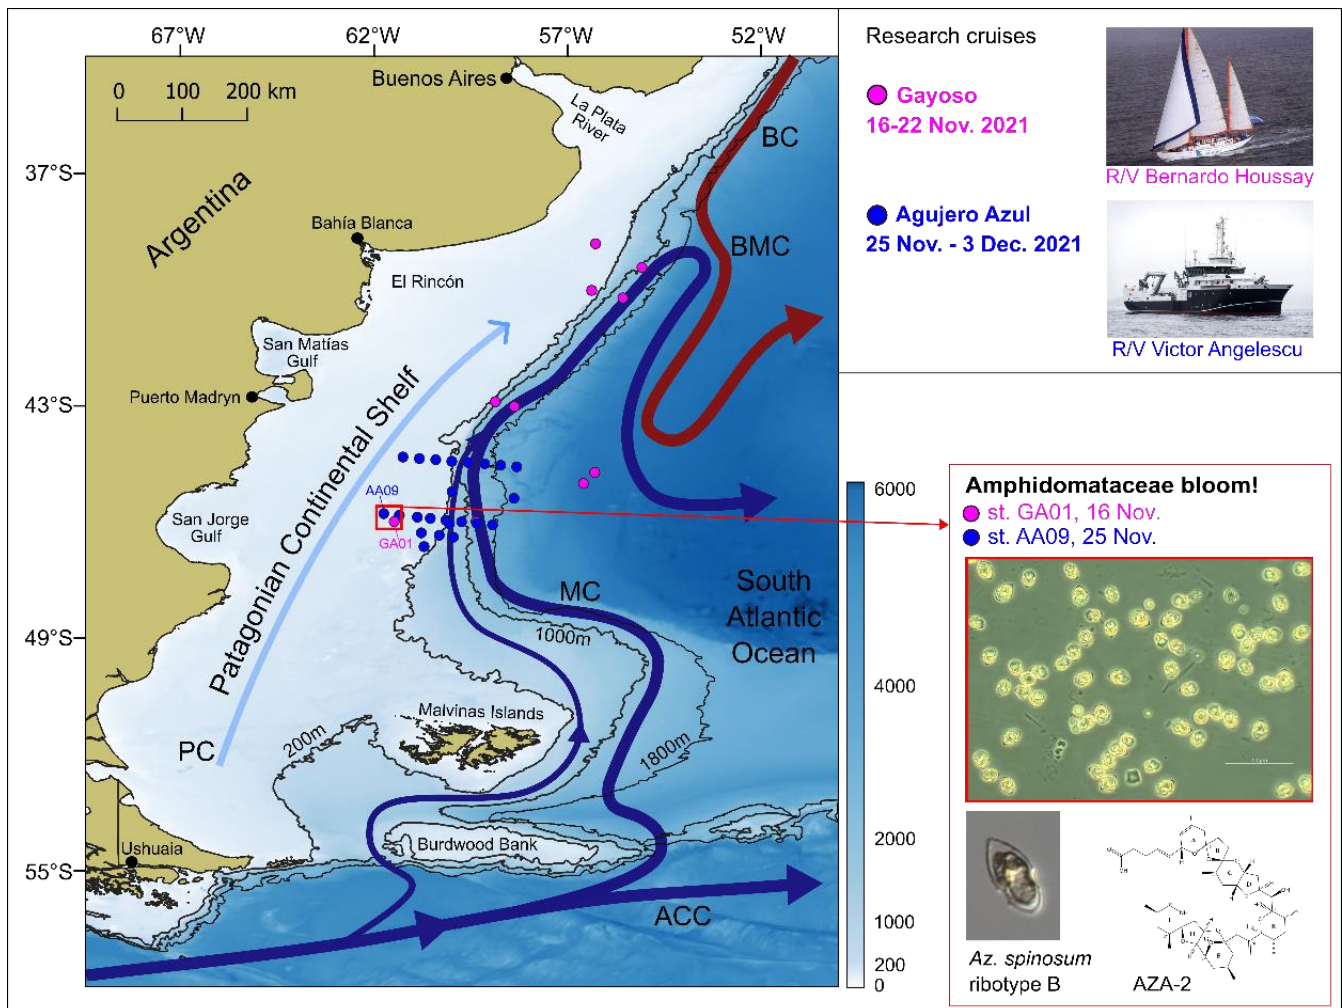 67°W
62°W
57°W
52°W
0 100 200 km
Buenos Aires
La Plata
River
BC
37°S
Argentina
Bahía Blanca
BMC
El Rincón
San Matías
Gulf
Puerto Madryn
43°S
Patagonian Continental Shelf
AA09
San Jorge
Gulf
GA01
MC
South
Atlantic
Ocean
1000m
49°S
Malvinas Islands
200m
1800m
PC
Burdwood Bank
Ushuaia
55°S
ACC
6000
4000
2000
1000
200
0
Research cruises
Gayoso
16-22 Nov. 2021
R/V Bernardo Houssay
Agujero Azul
25 Nov. - 3 Dec. 2021
R/V Victor Angelescu
Amphidomataceae bloom!
st. GA01, 16 Nov.
st. AA09, 25 Nov.
Az. spinosum
ribotype B
AZA-2